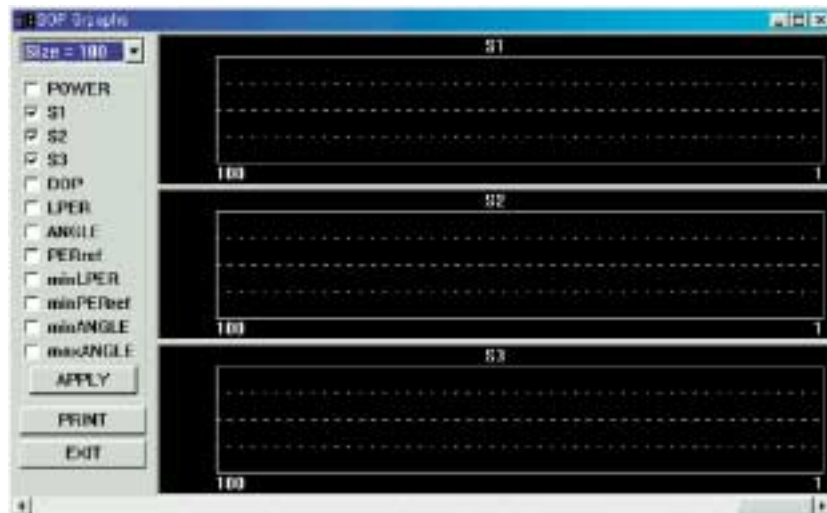 SOP Graphs
Size = 100
POWER
S1
S2
S3
DOP
LPER
ANGLE
PERref
minLPER
minPERref
minANGLE
maxANGLE
APPLY
PRINT
EXIT
S1
100 1
S2
100 1
S3
100 1